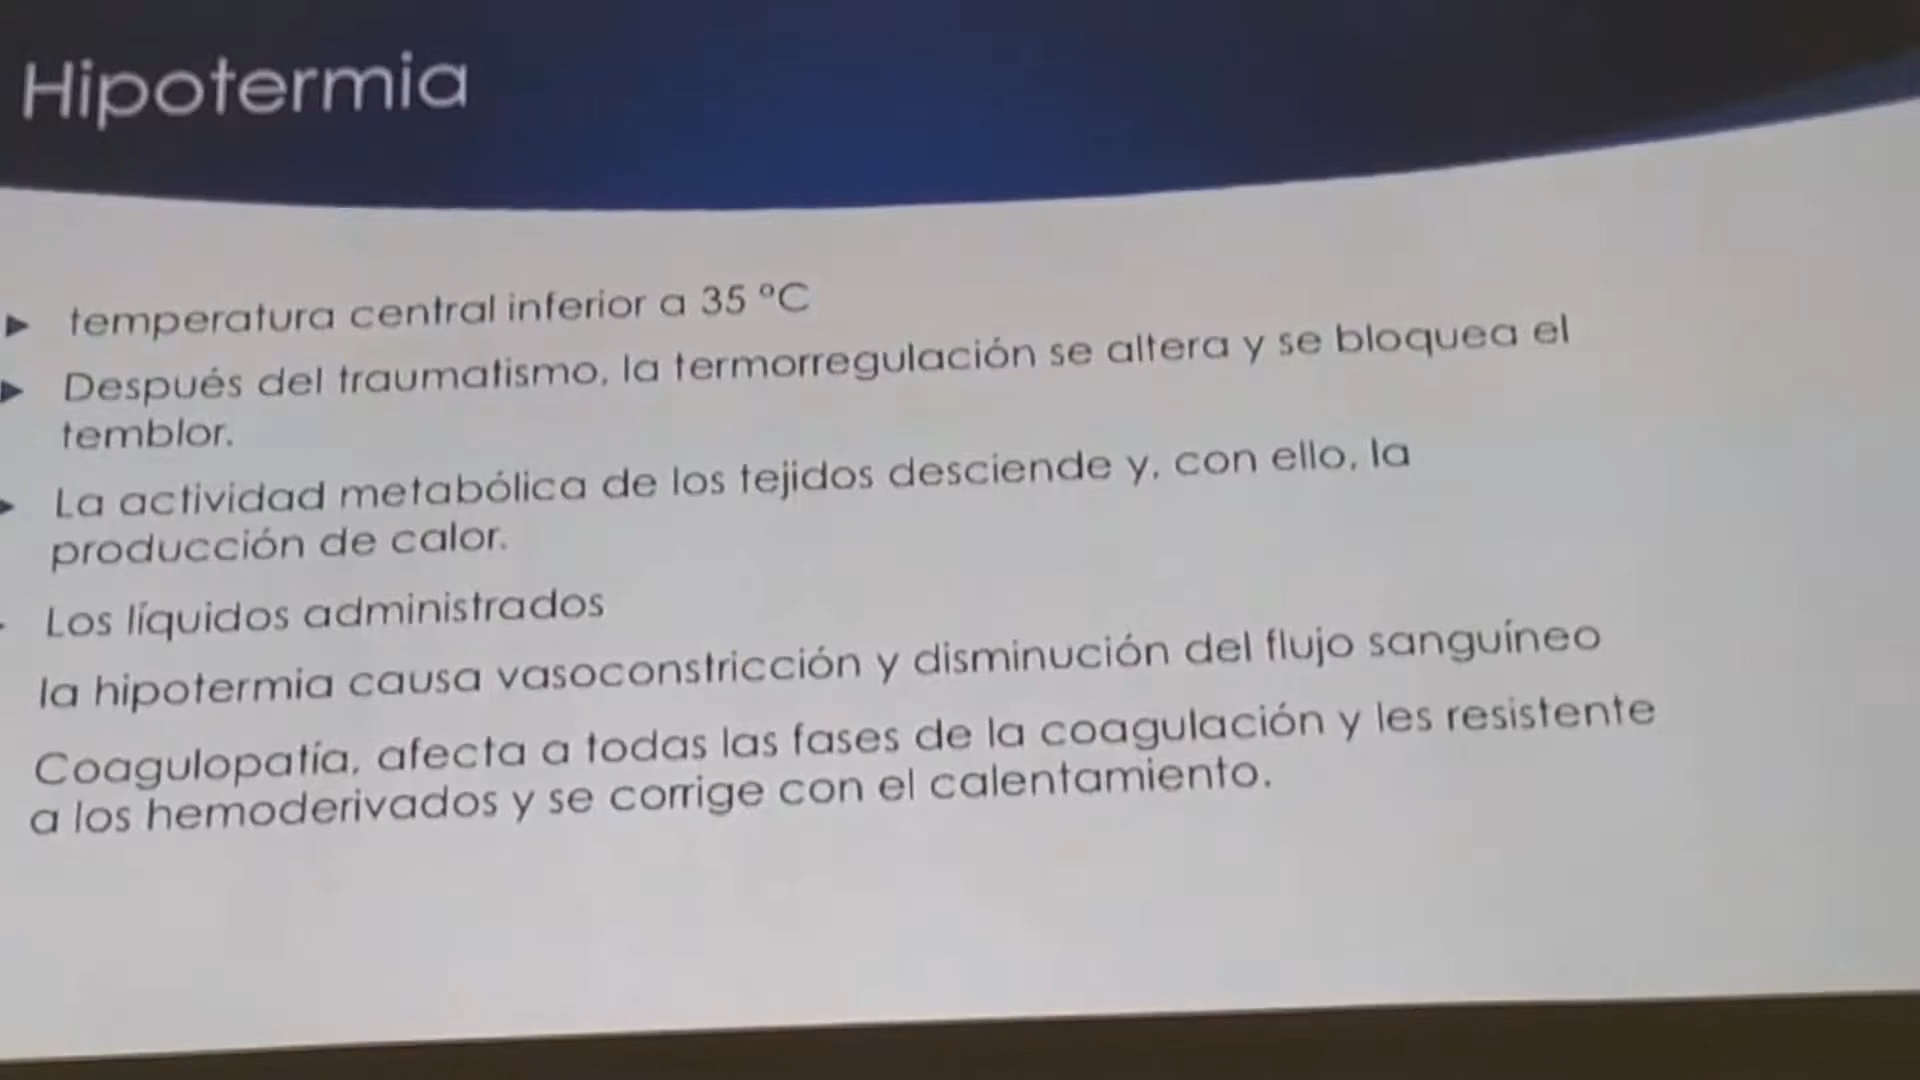 Hipotermia
temperatura central inferior a 35 °C
Después del traumatismo, la termorregulación se altera y se bloquea el
temblor.
La actividad metabólica de los tejidos desciende y, con ello, la
producción de calor.
Los líquidos administrados
la hipotermia causa vasoconstricción y disminución del flujo sanguíneo
Coagulopatía, afecta a todas las fases de la coagulación y les resistente
a los hemoderivados y se corrige con el calentamiento.